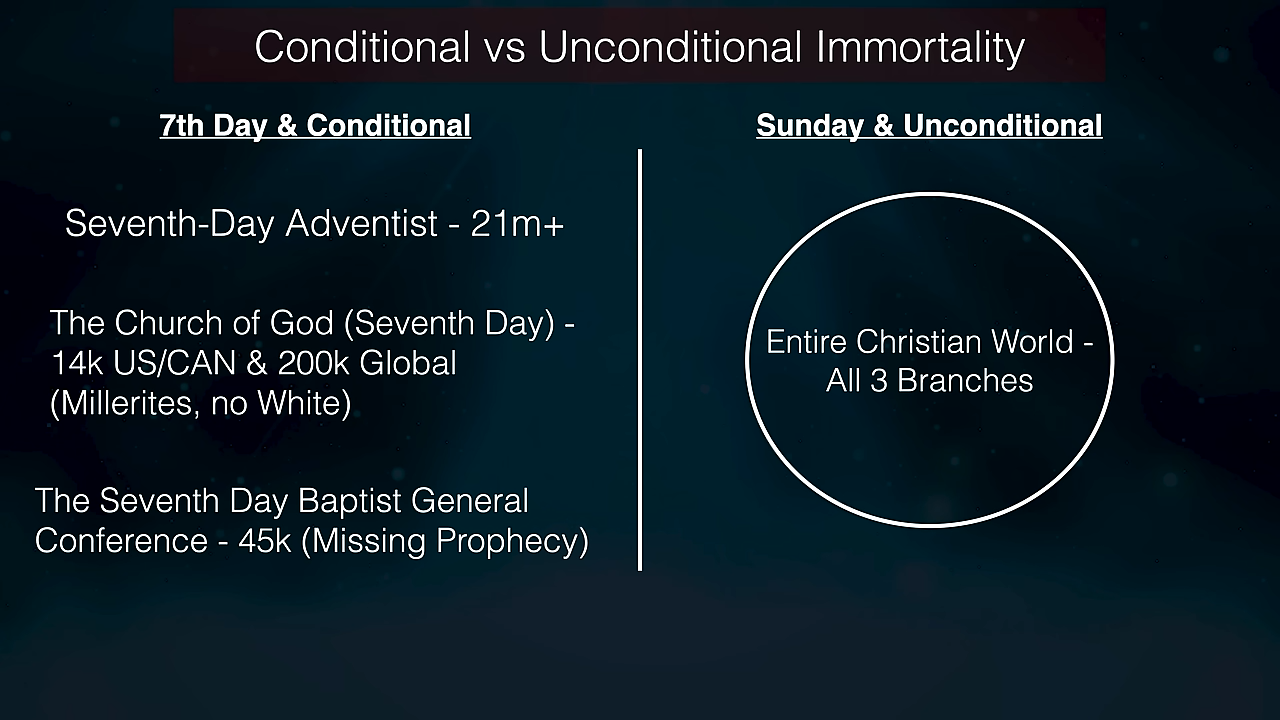 Conditional vs Unconditional Immortality
7th Day & Conditional
Seventh-Day Adventist - 21m+
The Church of God (Seventh Day) -
14k US/CAN & 200k Global
(Millerites, no White)
The Seventh Day Baptist General
Conference - 45k (Missing Prophecy)
Sunday & Unconditional
Entire Christian World -
All 3 Branches